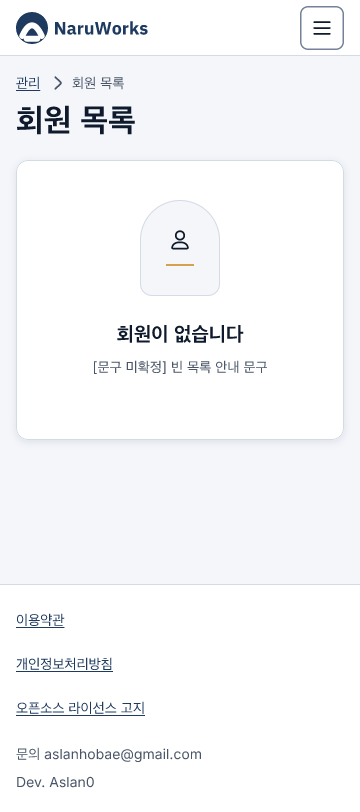 NaruWorks
관리 회원 목록
회원 목록
회원이 없습니다
[문구 미확정] 빈 목록 안내 문구
이용약관
개인정보처리방침
오픈소스 라이선스 고지
문의 aslanhobae@gmail.com
Dev. Aslan0